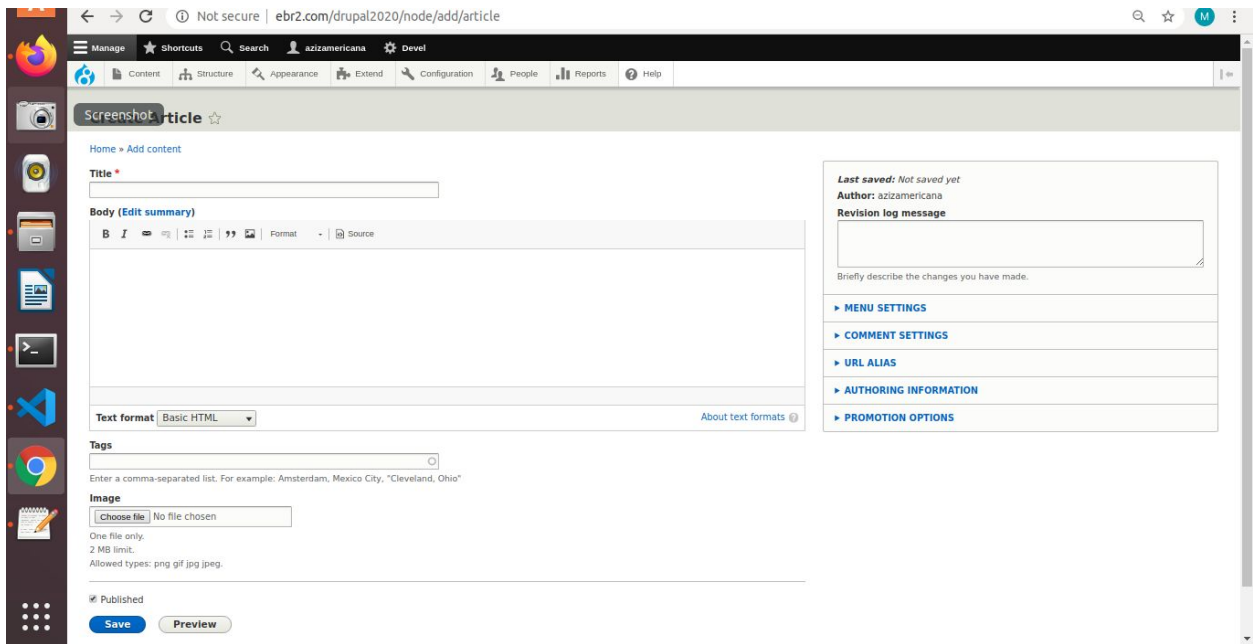 Not secure | ebr2.com/drupal2020/node/add/article
M
Manage Shortcuts Search azizamericana Devel
Content Structure Appearance Extend Configuration People Reports Help
Screenshot
rticle
Home » Add content
Title *
Body (Edit summary)
B I Format Source
Text format Basic HTML
About text formats ?
Tags
Enter a comma-separated list. For example: Amsterdam, Mexico City, "Cleveland, Ohio"
Image
Choose file No file chosen
One file only.
2 MB limit.
Allowed types: png gif jpg jpeg.
Published
Save Preview
Last saved: Not saved yet
Author: azizamericana
Revision log message
Briefly describe the changes you have made.
MENU SETTINGS
COMMENT SETTINGS
URL ALIAS
AUTHORING INFORMATION
PROMOTION OPTIONS